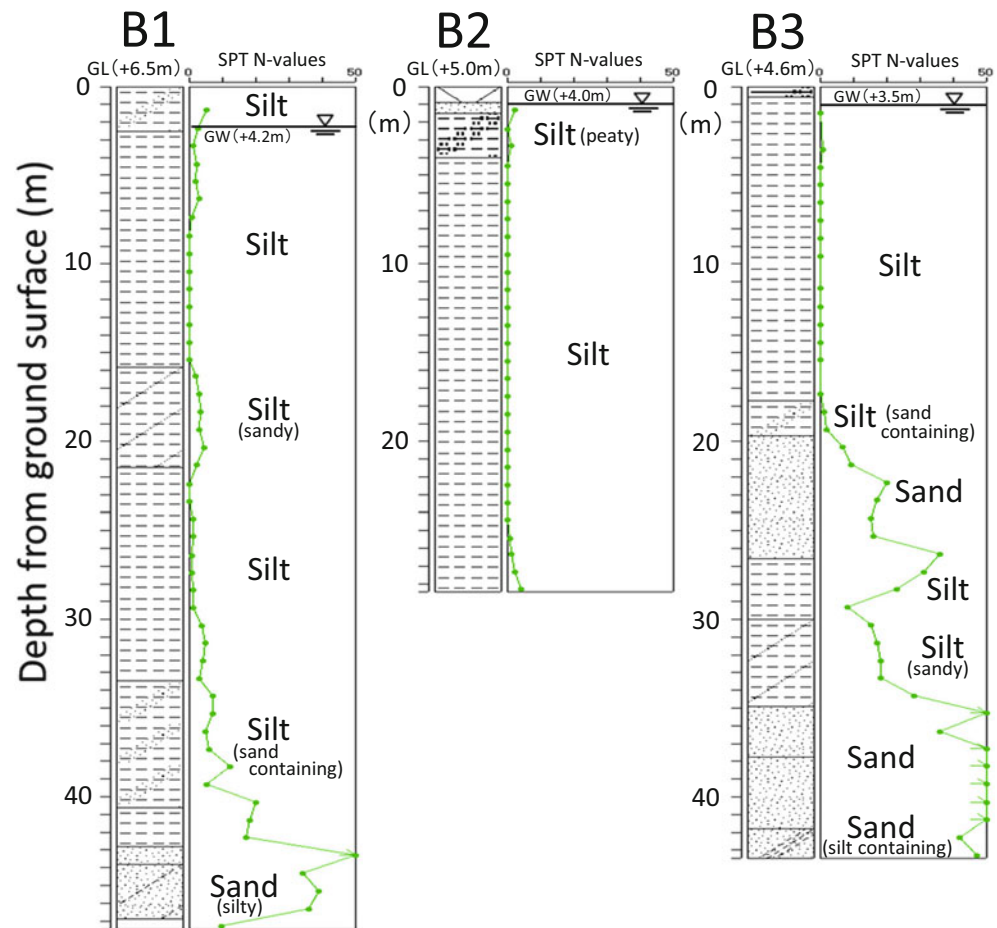 B1
GL(+6.5m)
SPT N-values
0
50
0
10
20
30
40
Depth from ground surface (m)
Silt
GW(+4.2m)
Silt
Silt
(sandy)
Silt
Silt
(sand
containing)
Sand
(silty)
B2
GL(+5.0m)
SPT N-values
0
50
0
(m)
10
20
GW(+4.0m)
Silt (peaty)
Silt
B3
GL(+4.6m)
SPT N-values
0
50
0
(m)
10
20
30
40
GW(+3.5m)
Silt
Silt (sand
containing)
Sand
Silt
Silt
(sandy)
Sand
Sand
(silt containing)